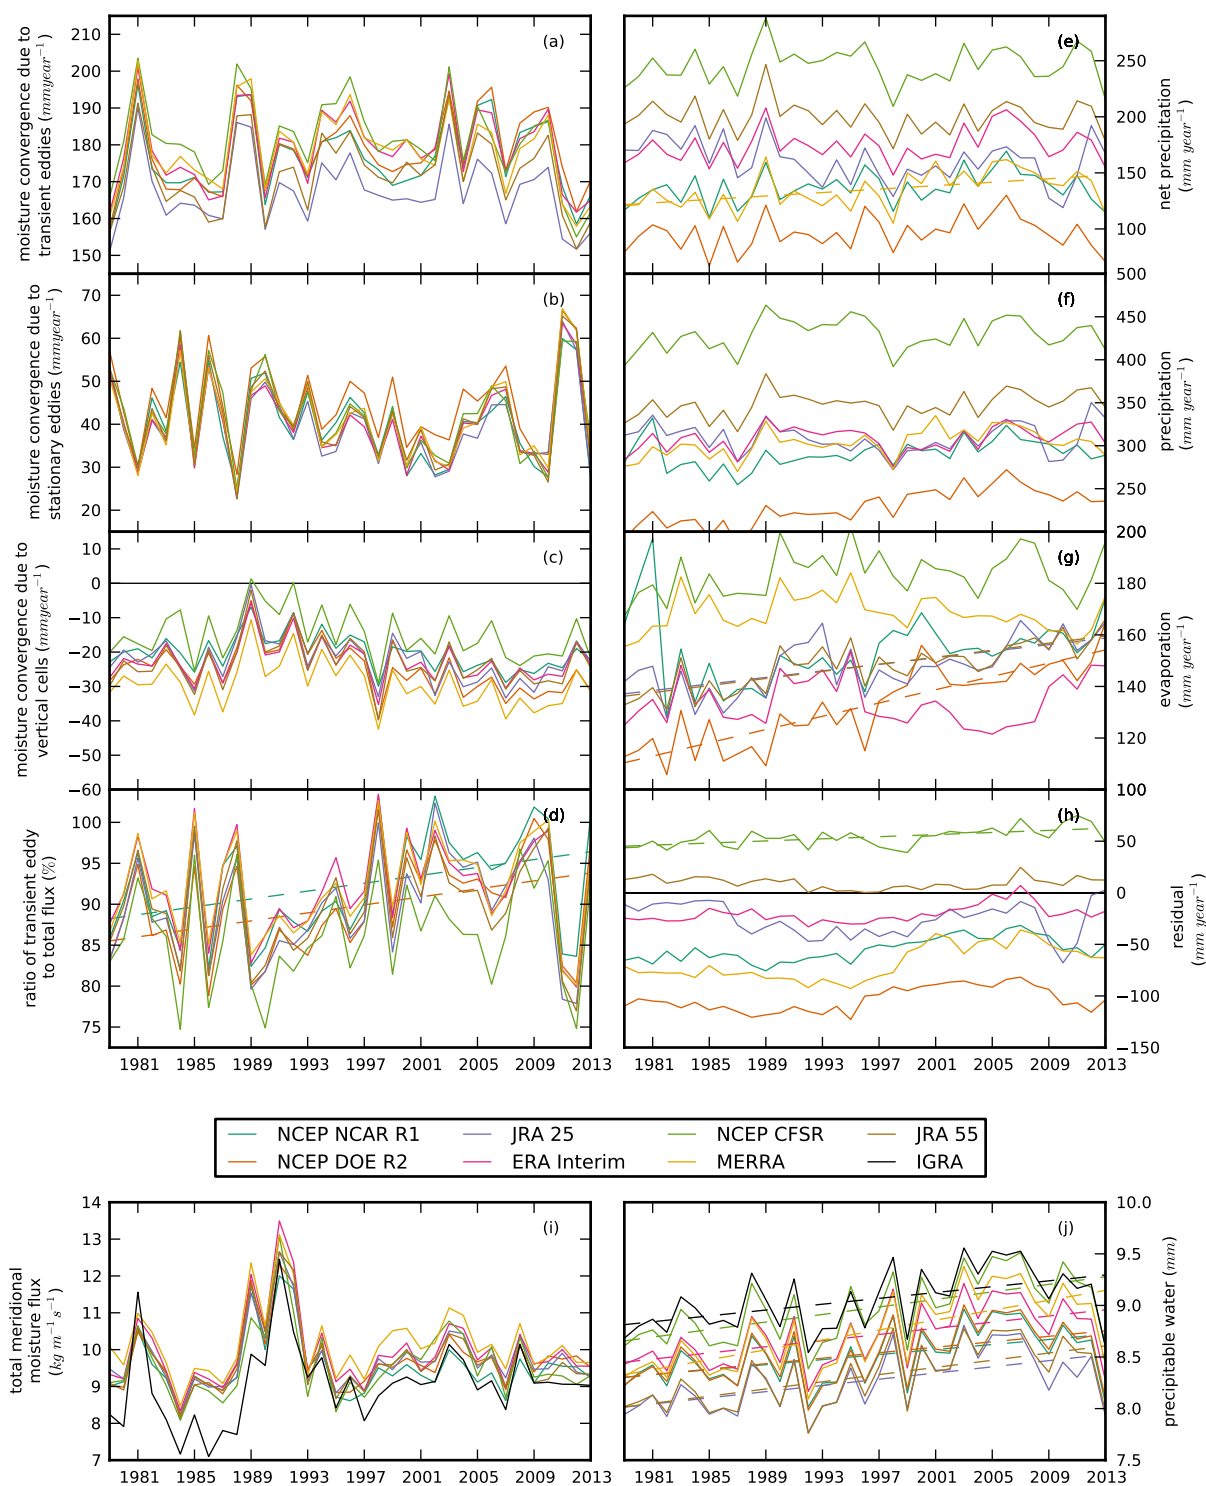 moisture convergence due to
transient eddies (mmyear⁻¹)
210
200
190
180
170
160
150
(a)
(e)
250
200
150
100
50
net precipitation
(mm year⁻¹)
moisture convergence due to
stationary eddies (mmyear⁻¹)
70
60
50
40
30
20
(b)
(f)
500
450
400
350
300
250
200
precipitation
(mm year⁻¹)
moisture convergence due to
vertical cells (mmyear⁻¹)
10
0
−10
−20
−30
−40
−50
−60
(c)
(g)
200
180
160
140
120
100
evaporation
(mm year⁻¹)
ratio of transient eddy
to total flux (%)
100
95
90
85
80
75
(d)
(h)
100
50
0
−50
−100
−150
residual
(mm year⁻¹)
1981 1985 1989 1993 1997 2001 2005 2009 2013
1981 1985 1989 1993 1997 2001 2005 2009 2013
NCEP NCAR R1 JRA 25 NCEP CFSR JRA 55
NCEP DOE R2 ERA Interim MERRA IGRA
total meridional
moisture flux
(kg m⁻¹ s⁻¹)
14
13
12
11
10
9
8
7
(i)
(j)
10.0
9.5
9.0
8.5
8.0
7.5
precipitable water (mm)
1981 1985 1989 1993 1997 2001 2005 2009 2013
1981 1985 1989 1993 1997 2001 2005 2009 2013